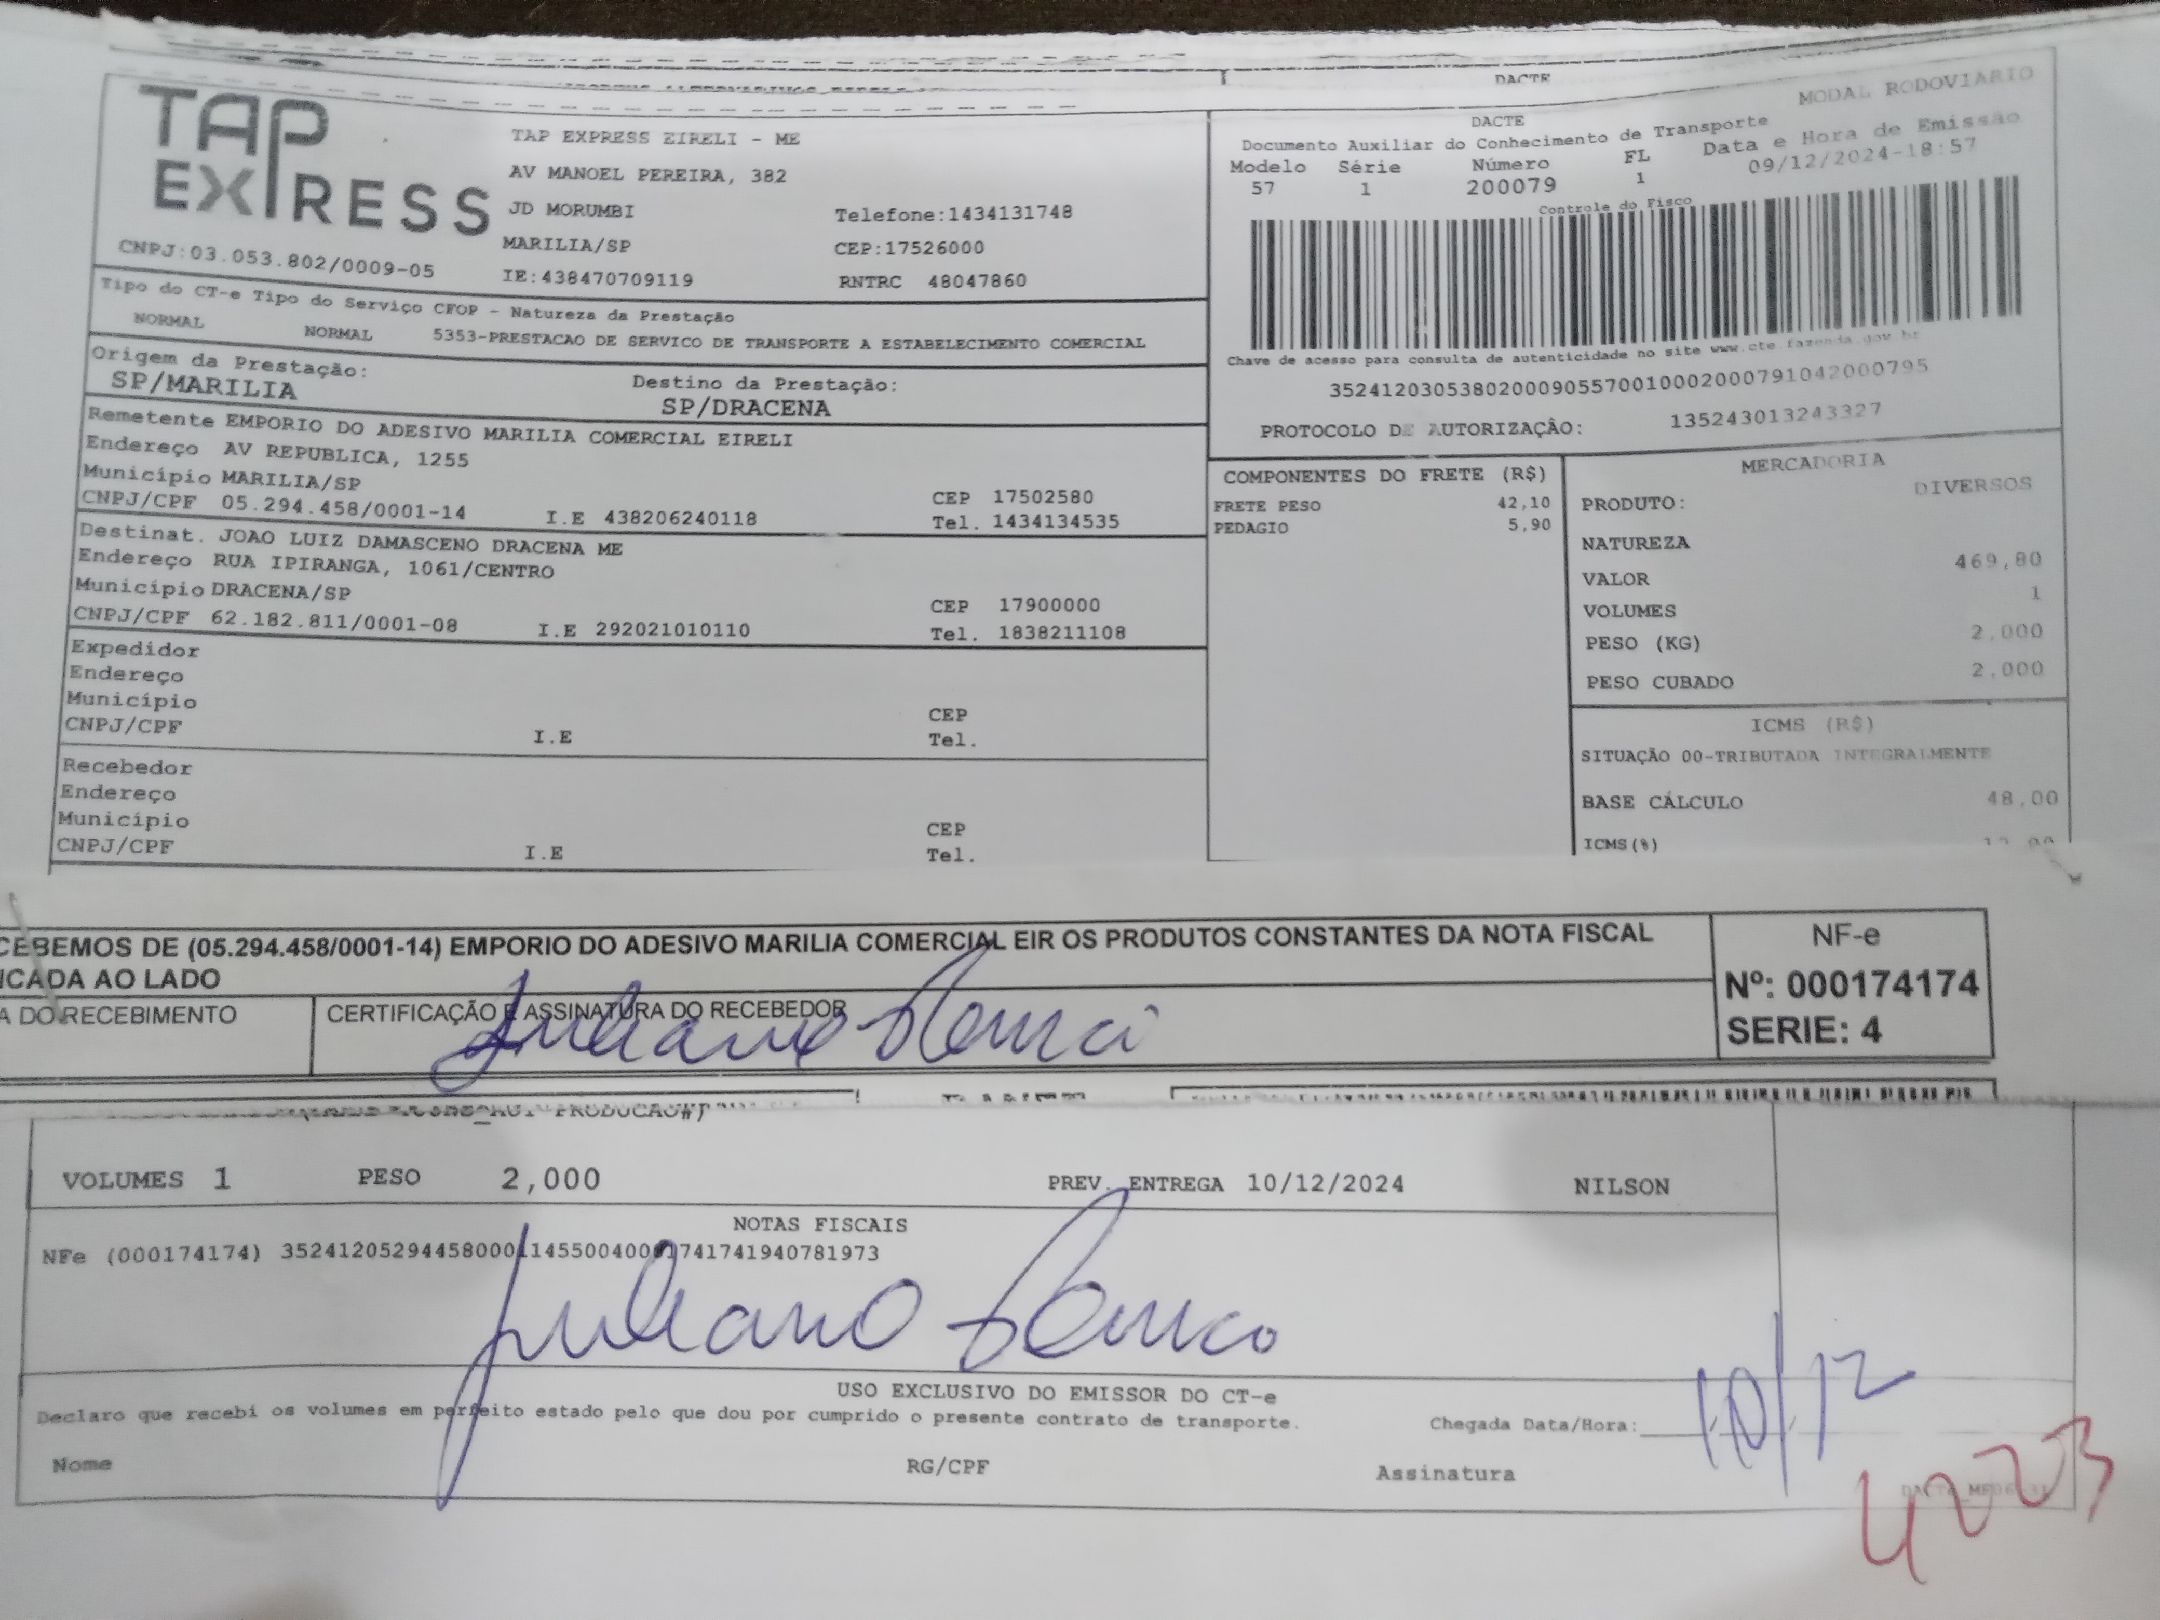 DACTE
MODAL RODOVIARIO
TAP EXPRESS
CNPJ:03.053.802/0009-05
TAP EXPRESS EIRELI - ME
AV MANOEL PEREIRA, 382
JD MORUMBI
Telefone:1434131748
MARILIA/SP
CEP:17526000
IE:438470709119
RNTRC 48047860
DACTE
Documento Auxiliar do Conhecimento de Transporte
Modelo Série Número FL Data e Hora de Emissão
57 1 200079 1 09/12/2024-18:57
Controle do Fisco
Chave de acesso para consulta de autenticidade no site www.cte.fazenda.gov.br
35241203053802000905570010002000791042000795
PROTOCOLO DE AUTORIZAÇÃO: 135243013243327
Tipo do CT-e Tipo do Serviço CFOP - Natureza da Prestação
NORMAL NORMAL 5353-PRESTACAO DE SERVICO DE TRANSPORTE A ESTABELECIMENTO COMERCIAL
Origem da Prestação: Destino da Prestação:
SP/MARILIA SP/DRACENA
Remetente EMPORIO DO ADESIVO MARILIA COMERCIAL EIRELI
Endereço AV REPUBLICA, 1255
Município MARILIA/SP CEP 17502580
CNPJ/CPF 05.294.458/0001-14 I.E 438206240118 Tel. 1434134535
Destinat. JOAO LUIZ DAMASCENO DRACENA ME
Endereço RUA IPIRANGA, 1061/CENTRO
Município DRACENA/SP CEP 17900000
CNPJ/CPF 62.182.811/0001-08 I.E 292021010110 Tel. 1838211108
Expedidor
Endereço
Município CEP
CNPJ/CPF I.E Tel.
Recebedor
Endereço
Município CEP
CNPJ/CPF I.E Tel.
COMPONENTES DO FRETE (R$)
FRETE PESO 42,10
PEDAGIO 5,90
MERCADORIA
PRODUTO: DIVERSOS
NATUREZA
VALOR 469,80
VOLUMES 1
PESO (KG) 2,000
PESO CUBADO 2,000
ICMS (R$)
SITUAÇÃO 00-TRIBUTADA INTEGRALMENTE
BASE CÁLCULO 48,00
ICMS(%)
CEBEMOS DE (05.294.458/0001-14) EMPORIO DO ADESIVO MARILIA COMERCIAL EIR OS PRODUTOS CONSTANTES DA NOTA FISCAL
ICADA AO LADO
A DO RECEBIMENTO
CERTIFICAÇÃO E ASSINATURA DO RECEBEDOR
Juliano
NF-e
Nº: 000174174
SERIE: 4
VOLUMES 1 PESO 2,000 PREV. ENTREGA 10/12/2024 NILSON
NOTAS FISCAIS
NFe (000174174) 35241205294458000114550040001741741940781973
Juliano
USO EXCLUSIVO DO EMISSOR DO CT-e
Declaro que recebi os volumes em perfeito estado pelo que dou por cumprido o presente contrato de transporte.
Chegada Data/Hora: 10/12
Nome RG/CPF Assinatura
4223